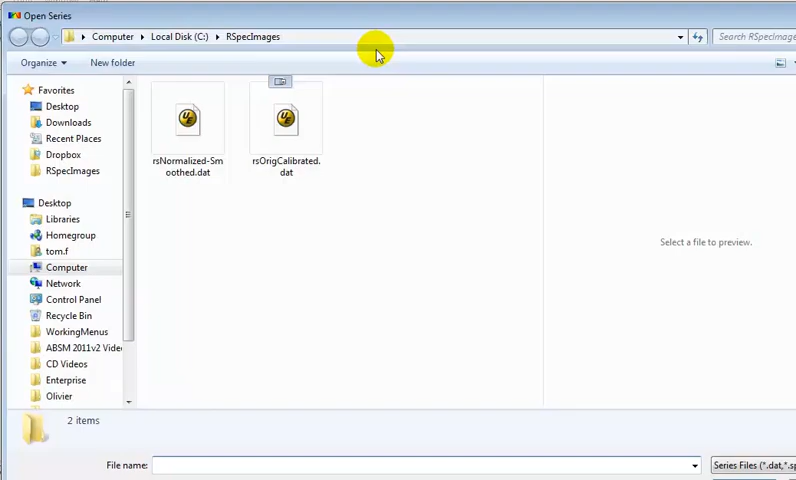 Open Series
Computer ▸ Local Disk (C:) ▸ RSpecImages
Search RSpecImage
Organize
New folder
Favorites
Desktop
Downloads
Recent Places
Dropbox
RSpecImages
Desktop
Libraries
Homegroup
tom.f
Computer
Network
Control Panel
Recycle Bin
WorkingMenus
ABSM 2011v2 Vide
CD Videos
Enterprise
Olivier
rsNormalized-Sm
oothed.dat
rsOrigCalibrated.
dat
Select a file to preview.
2 items
File name:
Series Files (*.dat,*.sp